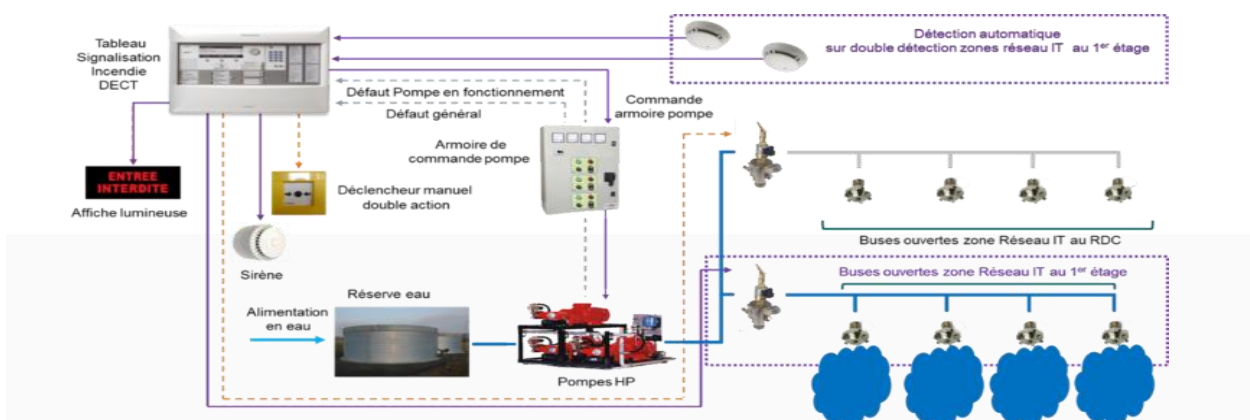 Tableau
Signalisation
Incendie
DECT
Détection automatique
sur double détection zones réseau IT au 1er étage
Défaut Pompe en fonctionnement
Défaut général
Commande
armoire pompe
Armoire de
commande pompe
ENTREE
INTERDITE
Affiche lumineuse
Déclencheur manuel
double action
Sirène
Buses ouvertes zone Réseau IT au RDC
Buses ouvertes zone Réseau IT au 1er étage
Réserve eau
Alimentation
en eau
Pompes HP